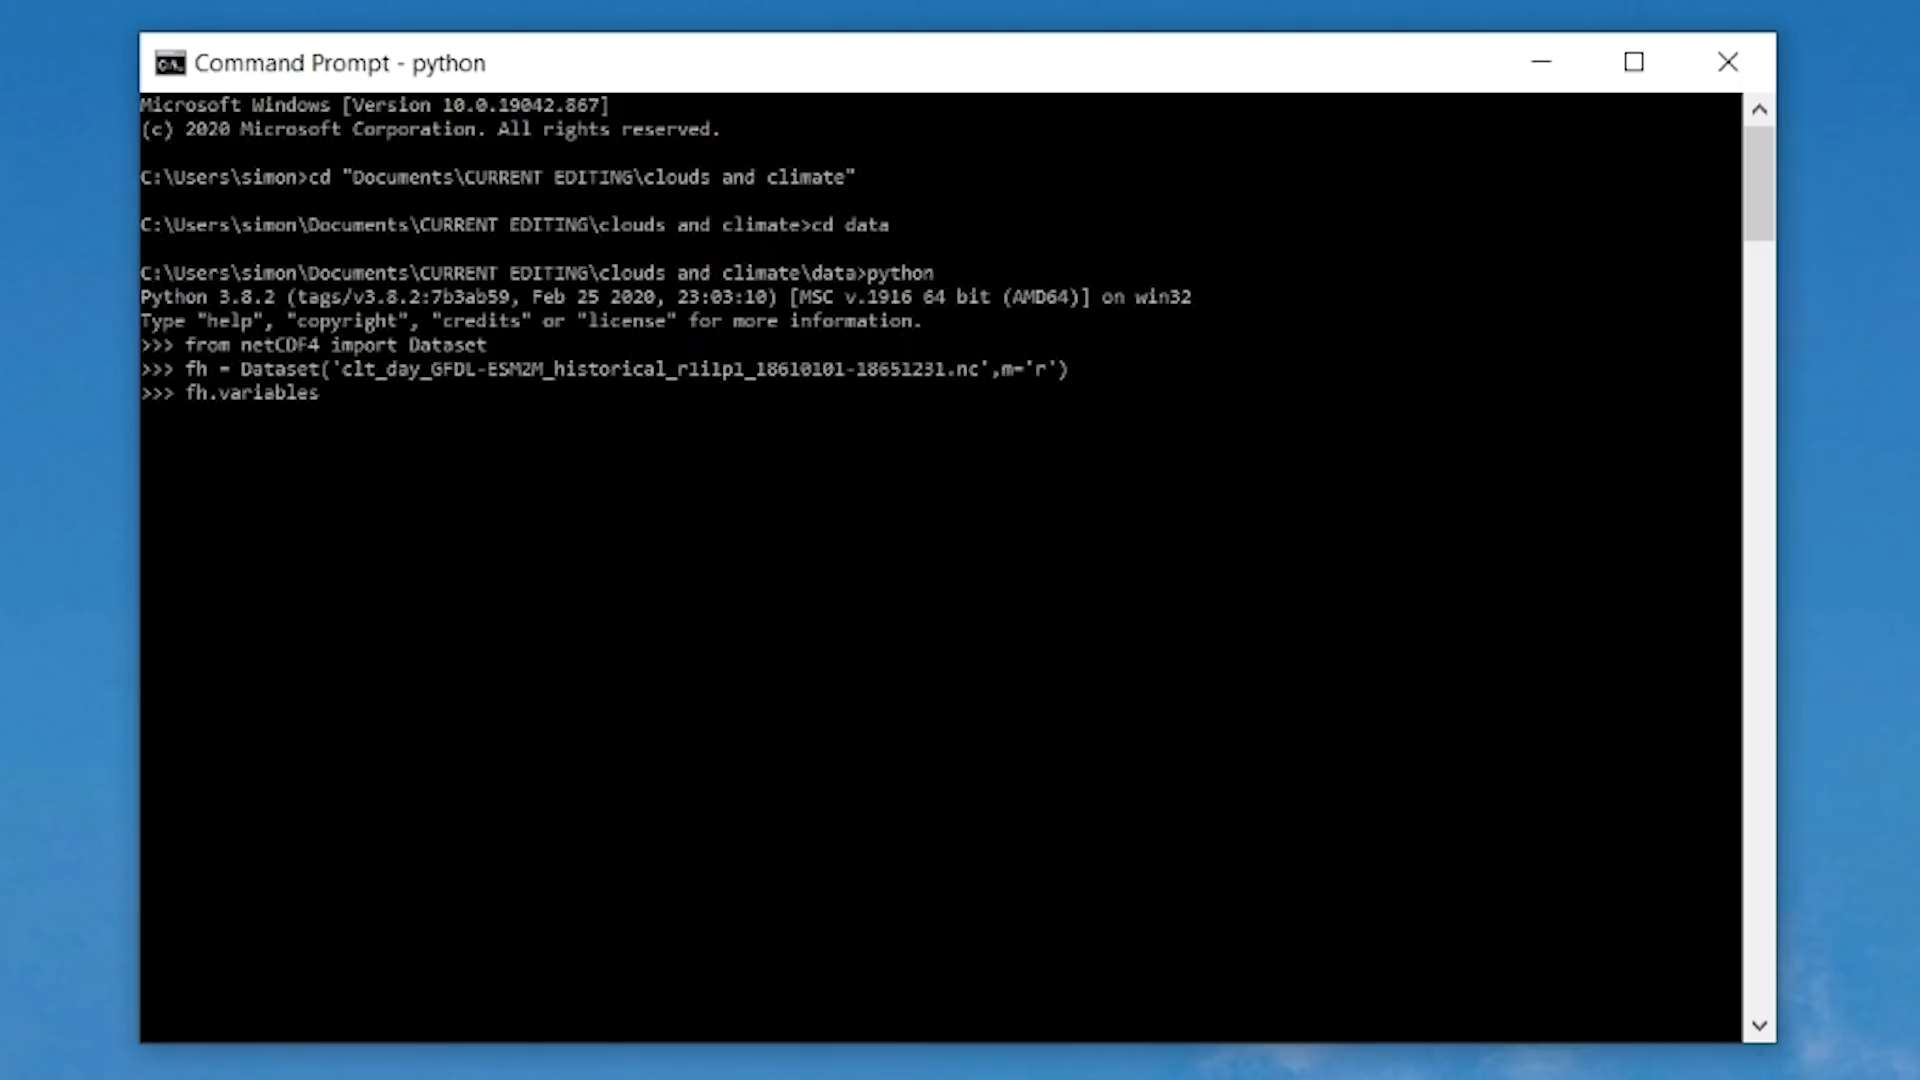 Command Prompt - python
Microsoft Windows [Version 10.0.19042.867]
(c) 2020 Microsoft Corporation. All rights reserved.
C:\Users\simon>cd "Documents\CURRENT EDITING\clouds and climate"
C:\Users\simon\Documents\CURRENT EDITING\clouds and climate>cd data
C:\Users\simon\Documents\CURRENT EDITING\clouds and climate\data>python
Python 3.8.2 (tags/v3.8.2:7b3ab59, Feb 25 2020, 23:03:10) [MSC v.1916 64 bit (AMD64)] on win32
Type "help", "copyright", "credits" or "license" for more information.
>>> from netCDF4 import Dataset
>>> fh = Dataset('clt_day_GFDL-ESM2M_historical_r1i1p1_18610101-18651231.nc',m='r')
>>> fh.variables